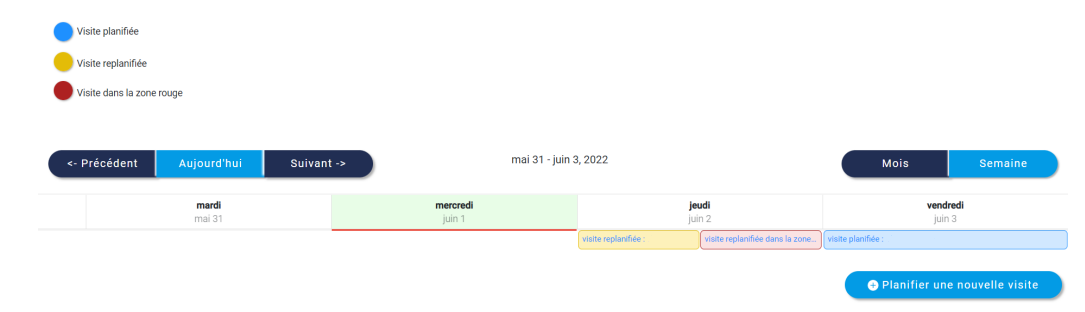 Visite planifiée
Visite replanifiée
Visite dans la zone rouge
<- Précédent Aujourd'hui Suivant -> mai 31 - juin 3, 2022 Mois Semaine
mardi mercredi jeudi vendredi
mai 31 juin 1 juin 2 juin 3
visite replanifiée : visite replanifiée dans la zone... visite planifiée :
Planifier une nouvelle visite